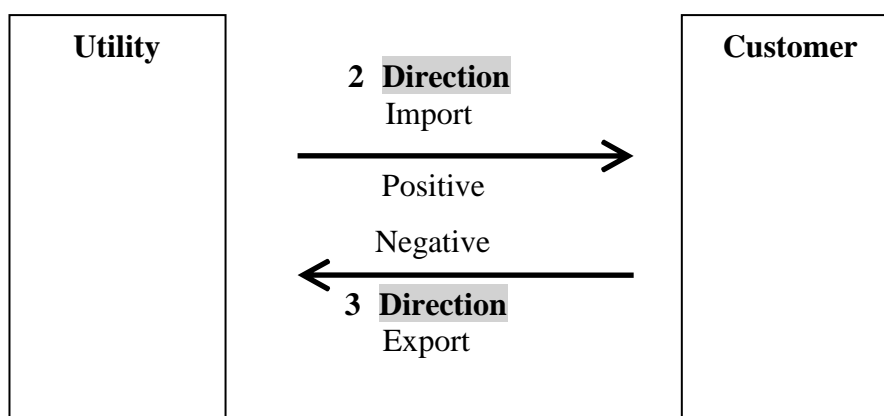 Utility
Customer
2 Direction
Import
Positive
Negative
3 Direction
Export